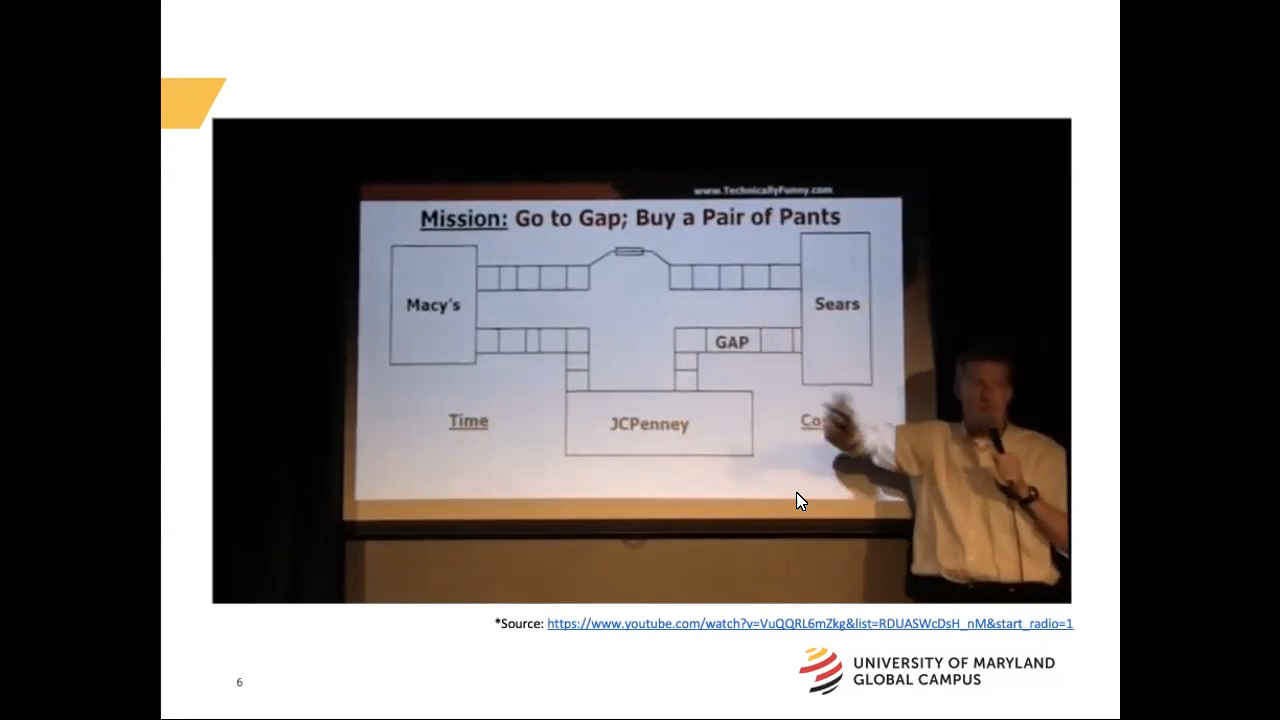 www.TechnicallyFunny.com
Mission: Go to Gap; Buy a Pair of Pants
Macy's
Sears
GAP
Time
JCPenney
*Source: https://www.youtube.com/watch?v=VuQQRL6mZkg&list=RDUASWcDsH_nM&start_radio=1
6
UNIVERSITY OF MARYLAND
GLOBAL CAMPUS